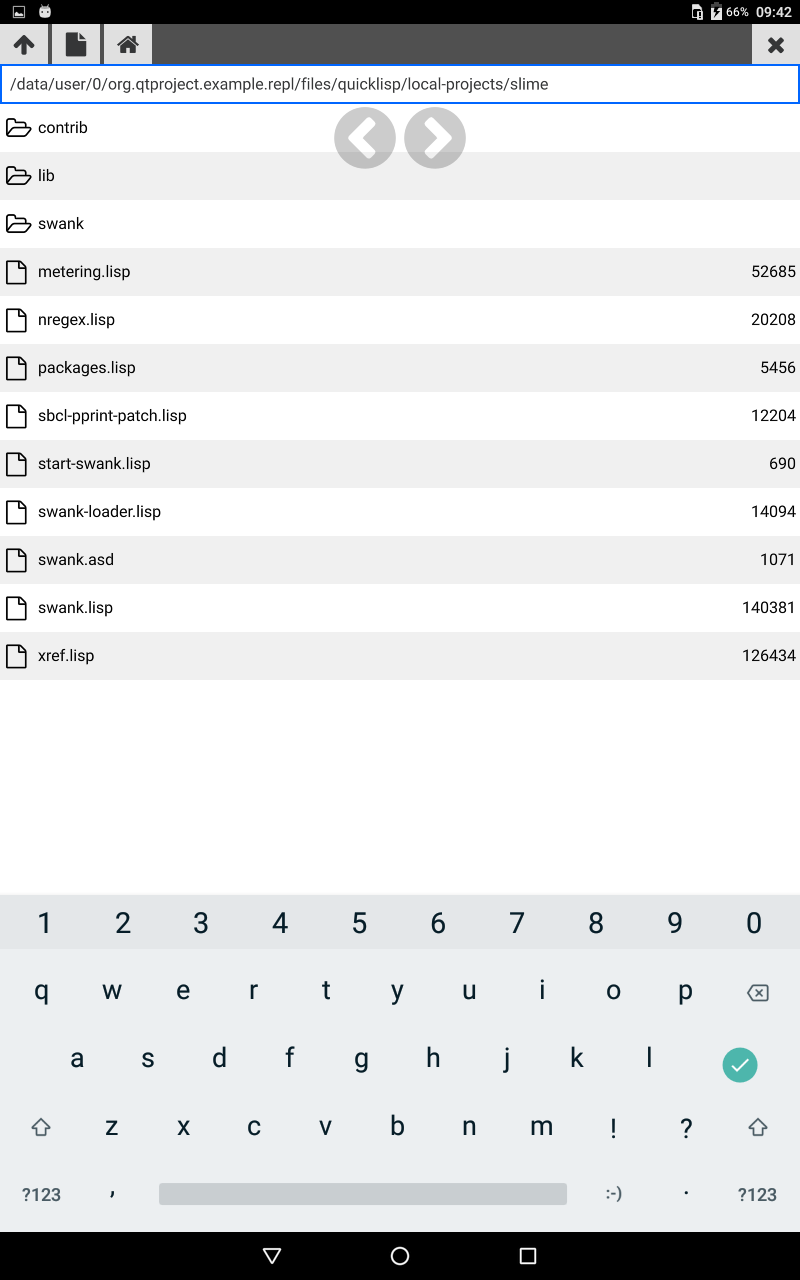 66% 09:42
/data/user/0/org.qtproject.example.repl/files/quicklisp/local-projects/slime
contrib
lib
swank
metering.lisp 52685
nregex.lisp 20208
packages.lisp 5456
sbcl-pprint-patch.lisp 12204
start-swank.lisp 690
swank-loader.lisp 14094
swank.asd 1071
swank.lisp 140381
xref.lisp 126434
1 2 3 4 5 6 7 8 9 0
q w e r t y u i o p
a s d f g h j k l
z x c v b n m ! ?
?123 , :-) . ?123